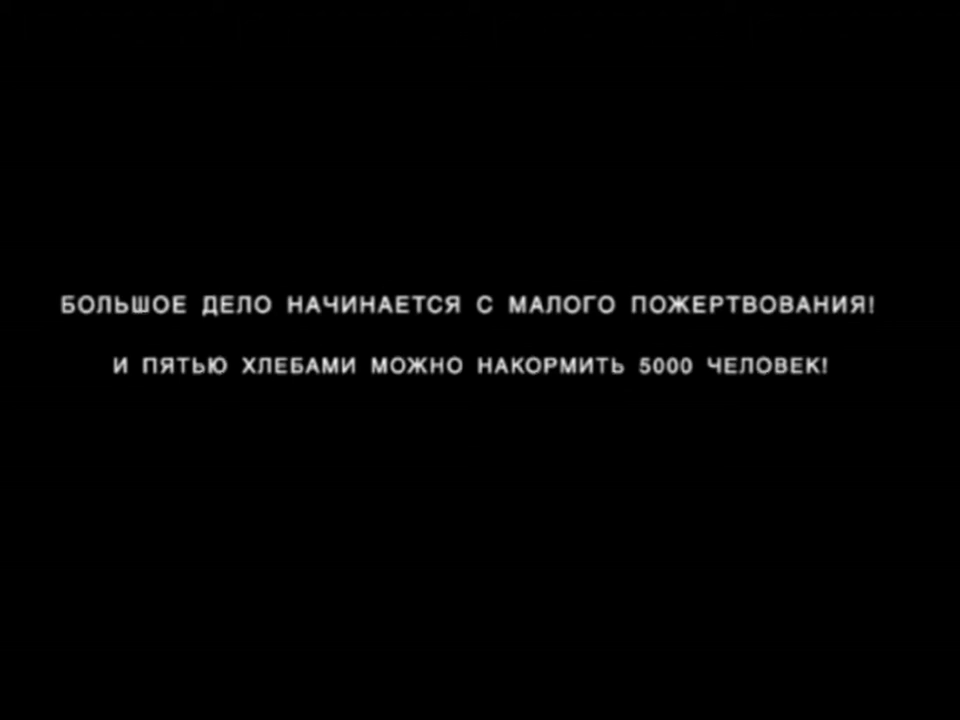 БОЛЬШОЕ ДЕЛО НАЧИНАЕТСЯ С МАЛОГО ПОЖЕРТВОВАНИЯ!
И ПЯТЬЮ ХЛЕБАМИ МОЖНО НАКОРМИТЬ 5000 ЧЕЛОВЕК!